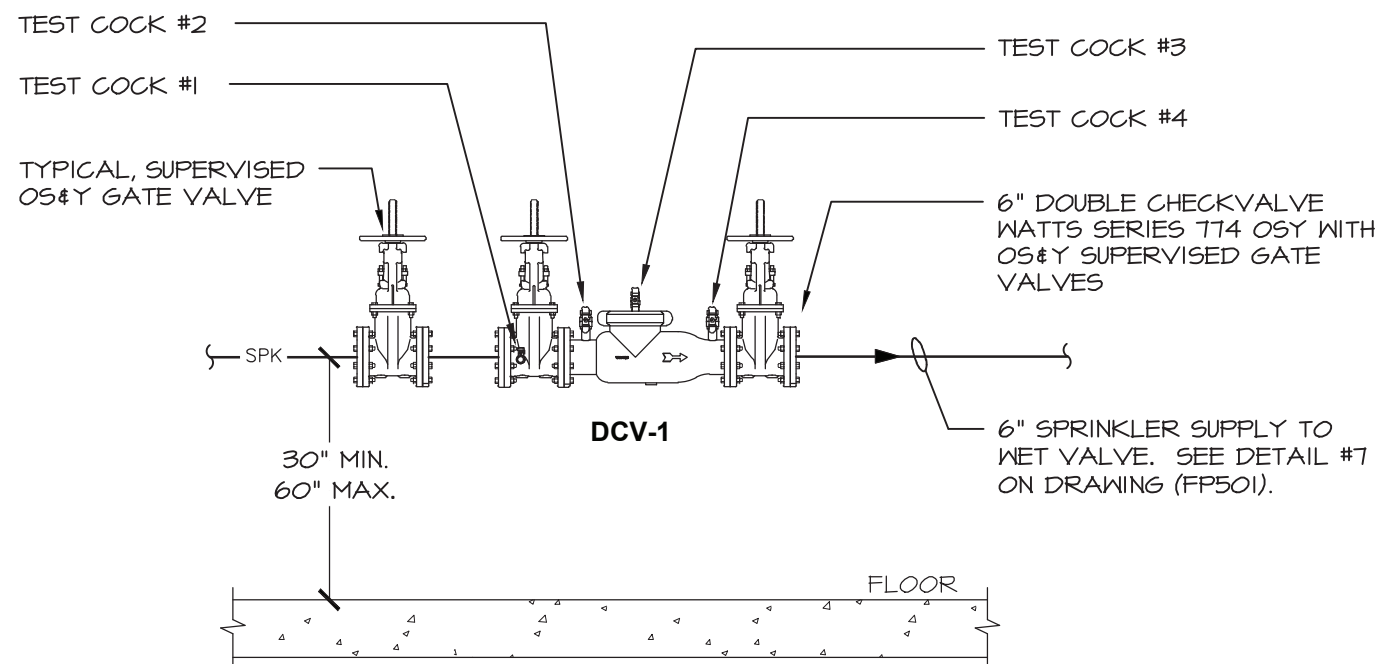 TEST COCK #2
TEST COCK #1
TYPICAL, SUPERVISED
OS&Y GATE VALVE
TEST COCK #3
TEST COCK #4
6" DOUBLE CHECKVALVE
WATTS SERIES 774 OSY WITH
OS&Y SUPERVISED GATE
VALVES
SPK
DCV-1
30" MIN.
60" MAX.
6" SPRINKLER SUPPLY TO
WET VALVE. SEE DETAIL #7
ON DRAWING (FP501).
FLOOR